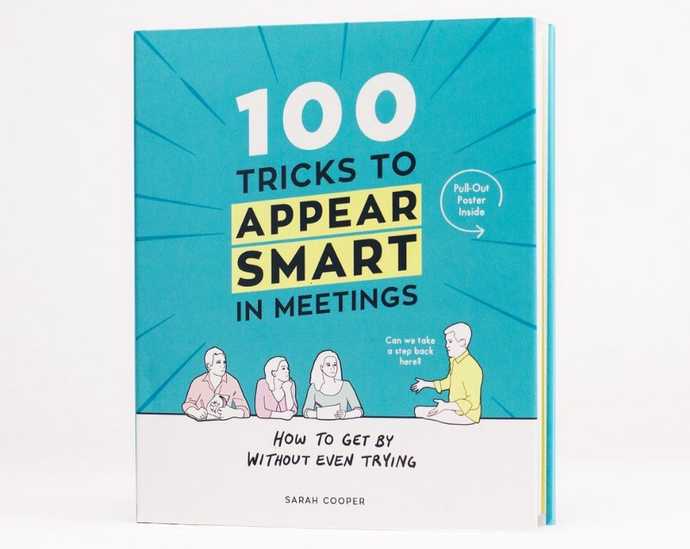 100
TRICKS TO
APPEAR
SMART
IN MEETINGS
Pull-Out
Poster
Inside
Can we take
a step back
here?
HOW TO GET BY
WITHOUT EVEN TRYING
SARAH COOPER